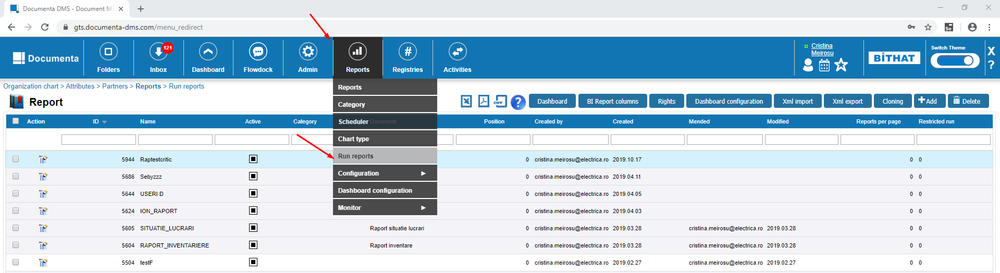 Documenta DMS - Document Ma
gts.documenta-dms.com/menu_redirect
Se
Documenta
Folders
Inbox
121
Dashboard
Flowdock
Admin
Reports
#
Registries
Activities
Cristina
Meirosu
BITHAT
Switch Theme
X
?
Organization chart > Attributes > Partners > Reports > Run reports
Report
CSV
?
Dashboard
BI Report columns
Rights
Dashboard configuration
Xml import
Xml export
Cloning
Add
Delete
Reports
Category
Scheduler
Chart type
Run reports
Configuration
Dashboard configuration
Monitor
Action ID Name Active Category Document Position Created by Created Mended Modified Reports per page Restricted run
5944 Raptestcritic 0 cristina.meirosu@electrica.ro 2019.10.17 0 0
5686 Sebyzzz 0 cristina.meirosu@electrica.ro 2019.04.11 0 0
5644 USERI D 0 cristina.meirosu@electrica.ro 2019.04.05 0 0
5624 ION_RAPORT 0 cristina.meirosu@electrica.ro 2019.04.03 0 0
5605 SITUATIE_LUCRARI Raport situatie lucrari 0 cristina.meirosu@electrica.ro 2019.03.28 cristina.meirosu@electrica.ro 2019.03.28 0 0
5604 RAPORT_INVENTARIERE Raport inventare 0 cristina.meirosu@electrica.ro 2019.03.28 cristina.meirosu@electrica.ro 2019.03.28 0 0
5504 testF 0 cristina.meirosu@electrica.ro 2019.02.27 cristina.meirosu@electrica.ro 2019.02.27 0 0